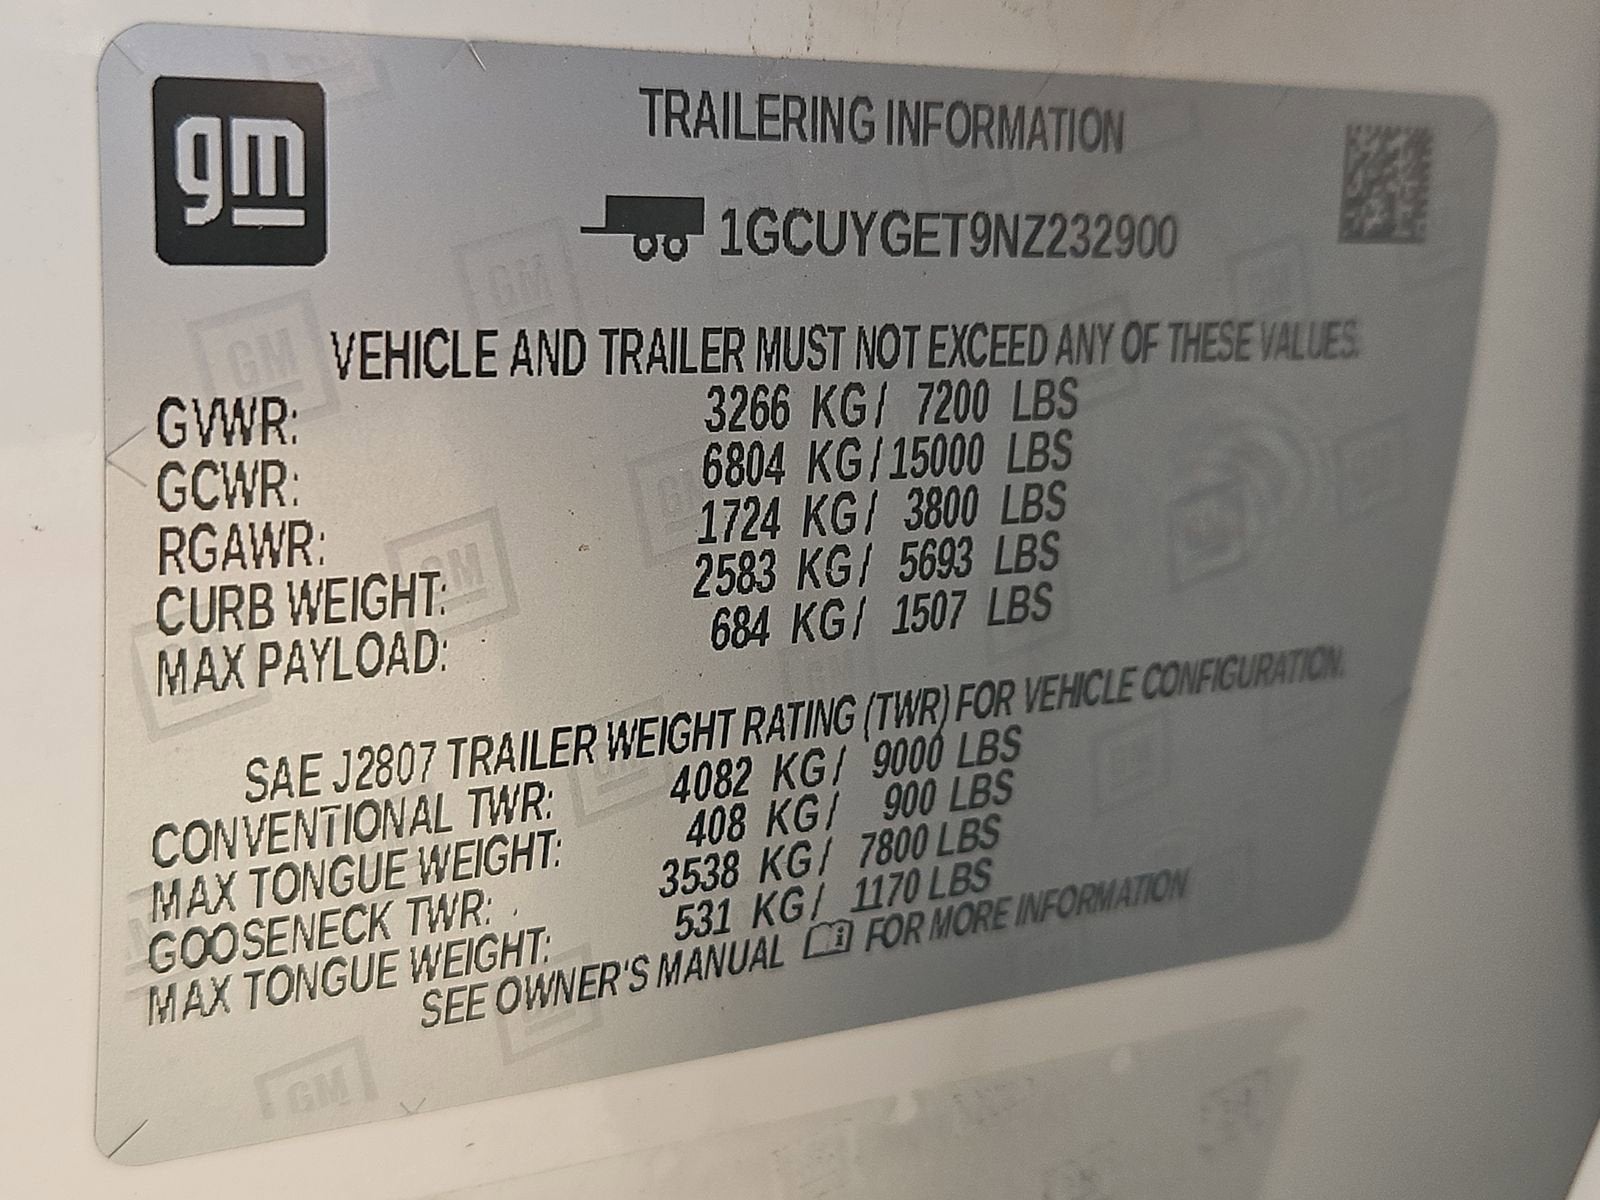 gm
TRAILERING INFORMATION
1GCUYGET9NZ232900
VEHICLE AND TRAILER MUST NOT EXCEED ANY OF THESE VALUES.
GVWR: 3266 KG/ 7200 LBS
GCWR: 6804 KG/15000 LBS
RGAWR: 1724 KG/ 3800 LBS
CURB WEIGHT: 2583 KG/ 5693 LBS
MAX PAYLOAD: 684 KG/ 1507 LBS
SAE J2807 TRAILER WEIGHT RATING (TWR) FOR VEHICLE CONFIGURATION.
CONVENTIONAL TWR: 4082 KG/ 9000 LBS
MAX TONGUE WEIGHT: 408 KG/ 900 LBS
GOOSENECK TWR: 3538 KG/ 7800 LBS
MAX TONGUE WEIGHT: 531 KG/ 1170 LBS
SEE OWNER'S MANUAL FOR MORE INFORMATION